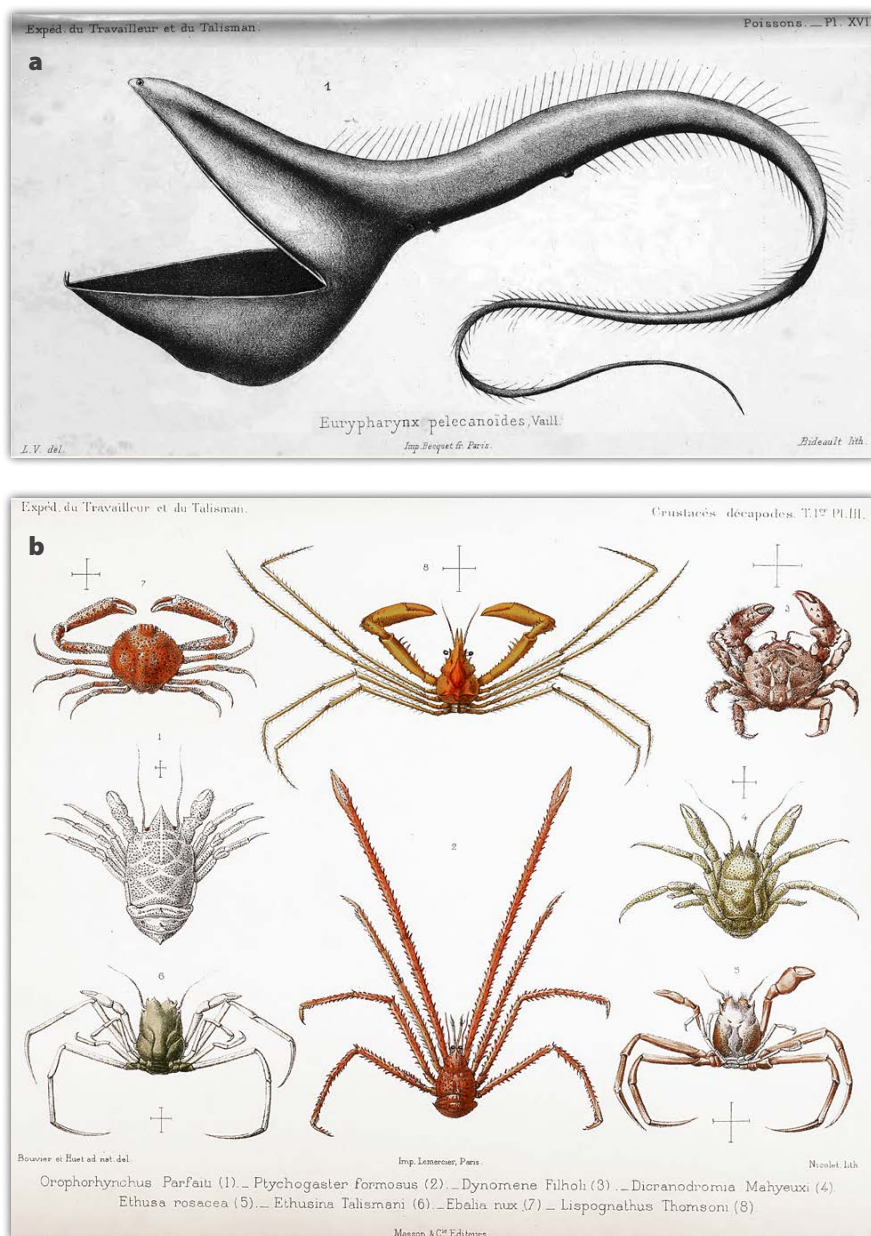 Expéd. du Travailleur et du Talisman.
Poissons. _ Pl. XVI
a
1
Eurypharynx pelecanoïdes, Vaill.
L.V. del.
Imp. Becquet fr. Paris.
Bideault lith.
Expéd. du Travailleur et du Talisman.
Crustacés décapodes. T. 1er Pl. III.
b
7
8
3
1
2
4
6
5
Bouvier et Huet ad nat. del.
Imp. Lemercier, Paris.
Nicolet. lith
Orophorhynchus Parfaiti (1). _ Ptychogaster formosus (2). _ Dynomene Filholi (3). _ Dicranodromia Mahyeuxi (4).
Ethusa rosacea (5). _ Ethusina Talismani (6). _ Ebalia nux (7) _ Lispognathus Thomsoni (8).
Masson & Cie Editeurs